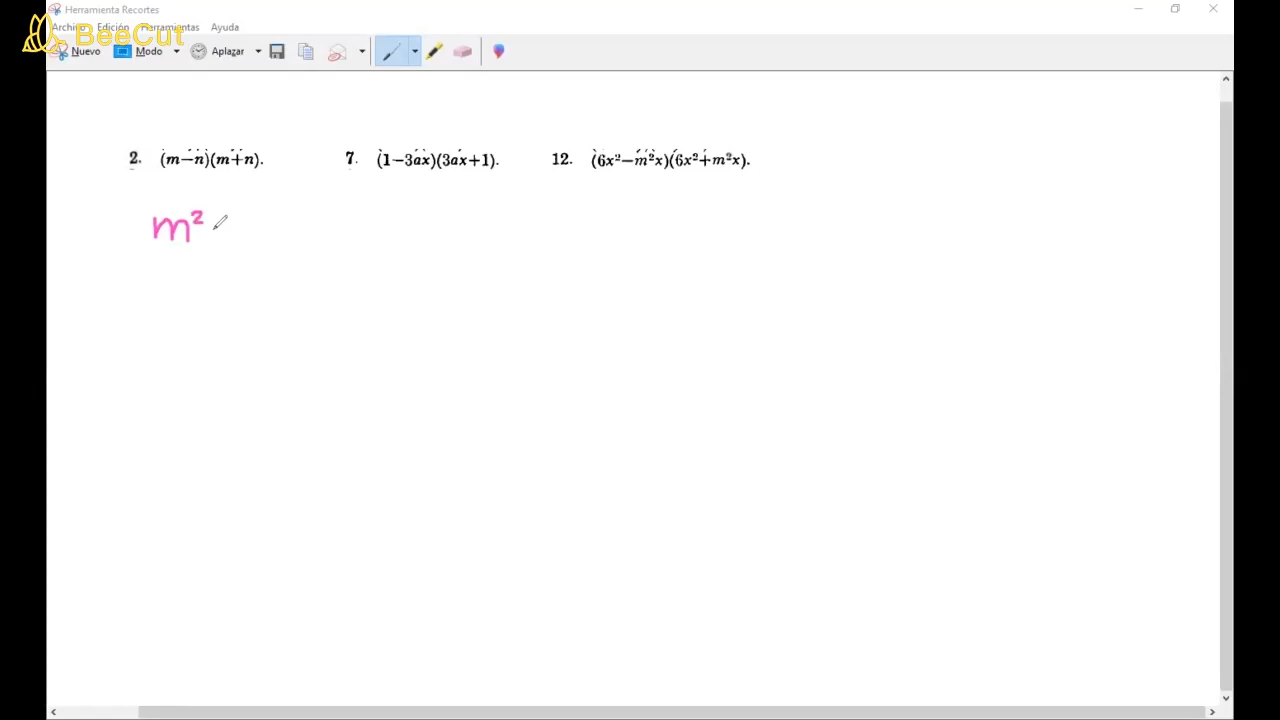 Herramienta Recortes
Archivo Edición Herramientas Ayuda
BeeCut
Nuevo Modo Aplazar
2. (m−n)(m+n). 7. (1−3ax)(3ax+1). 12. (6x²−m²x)(6x²+m²x).
m²